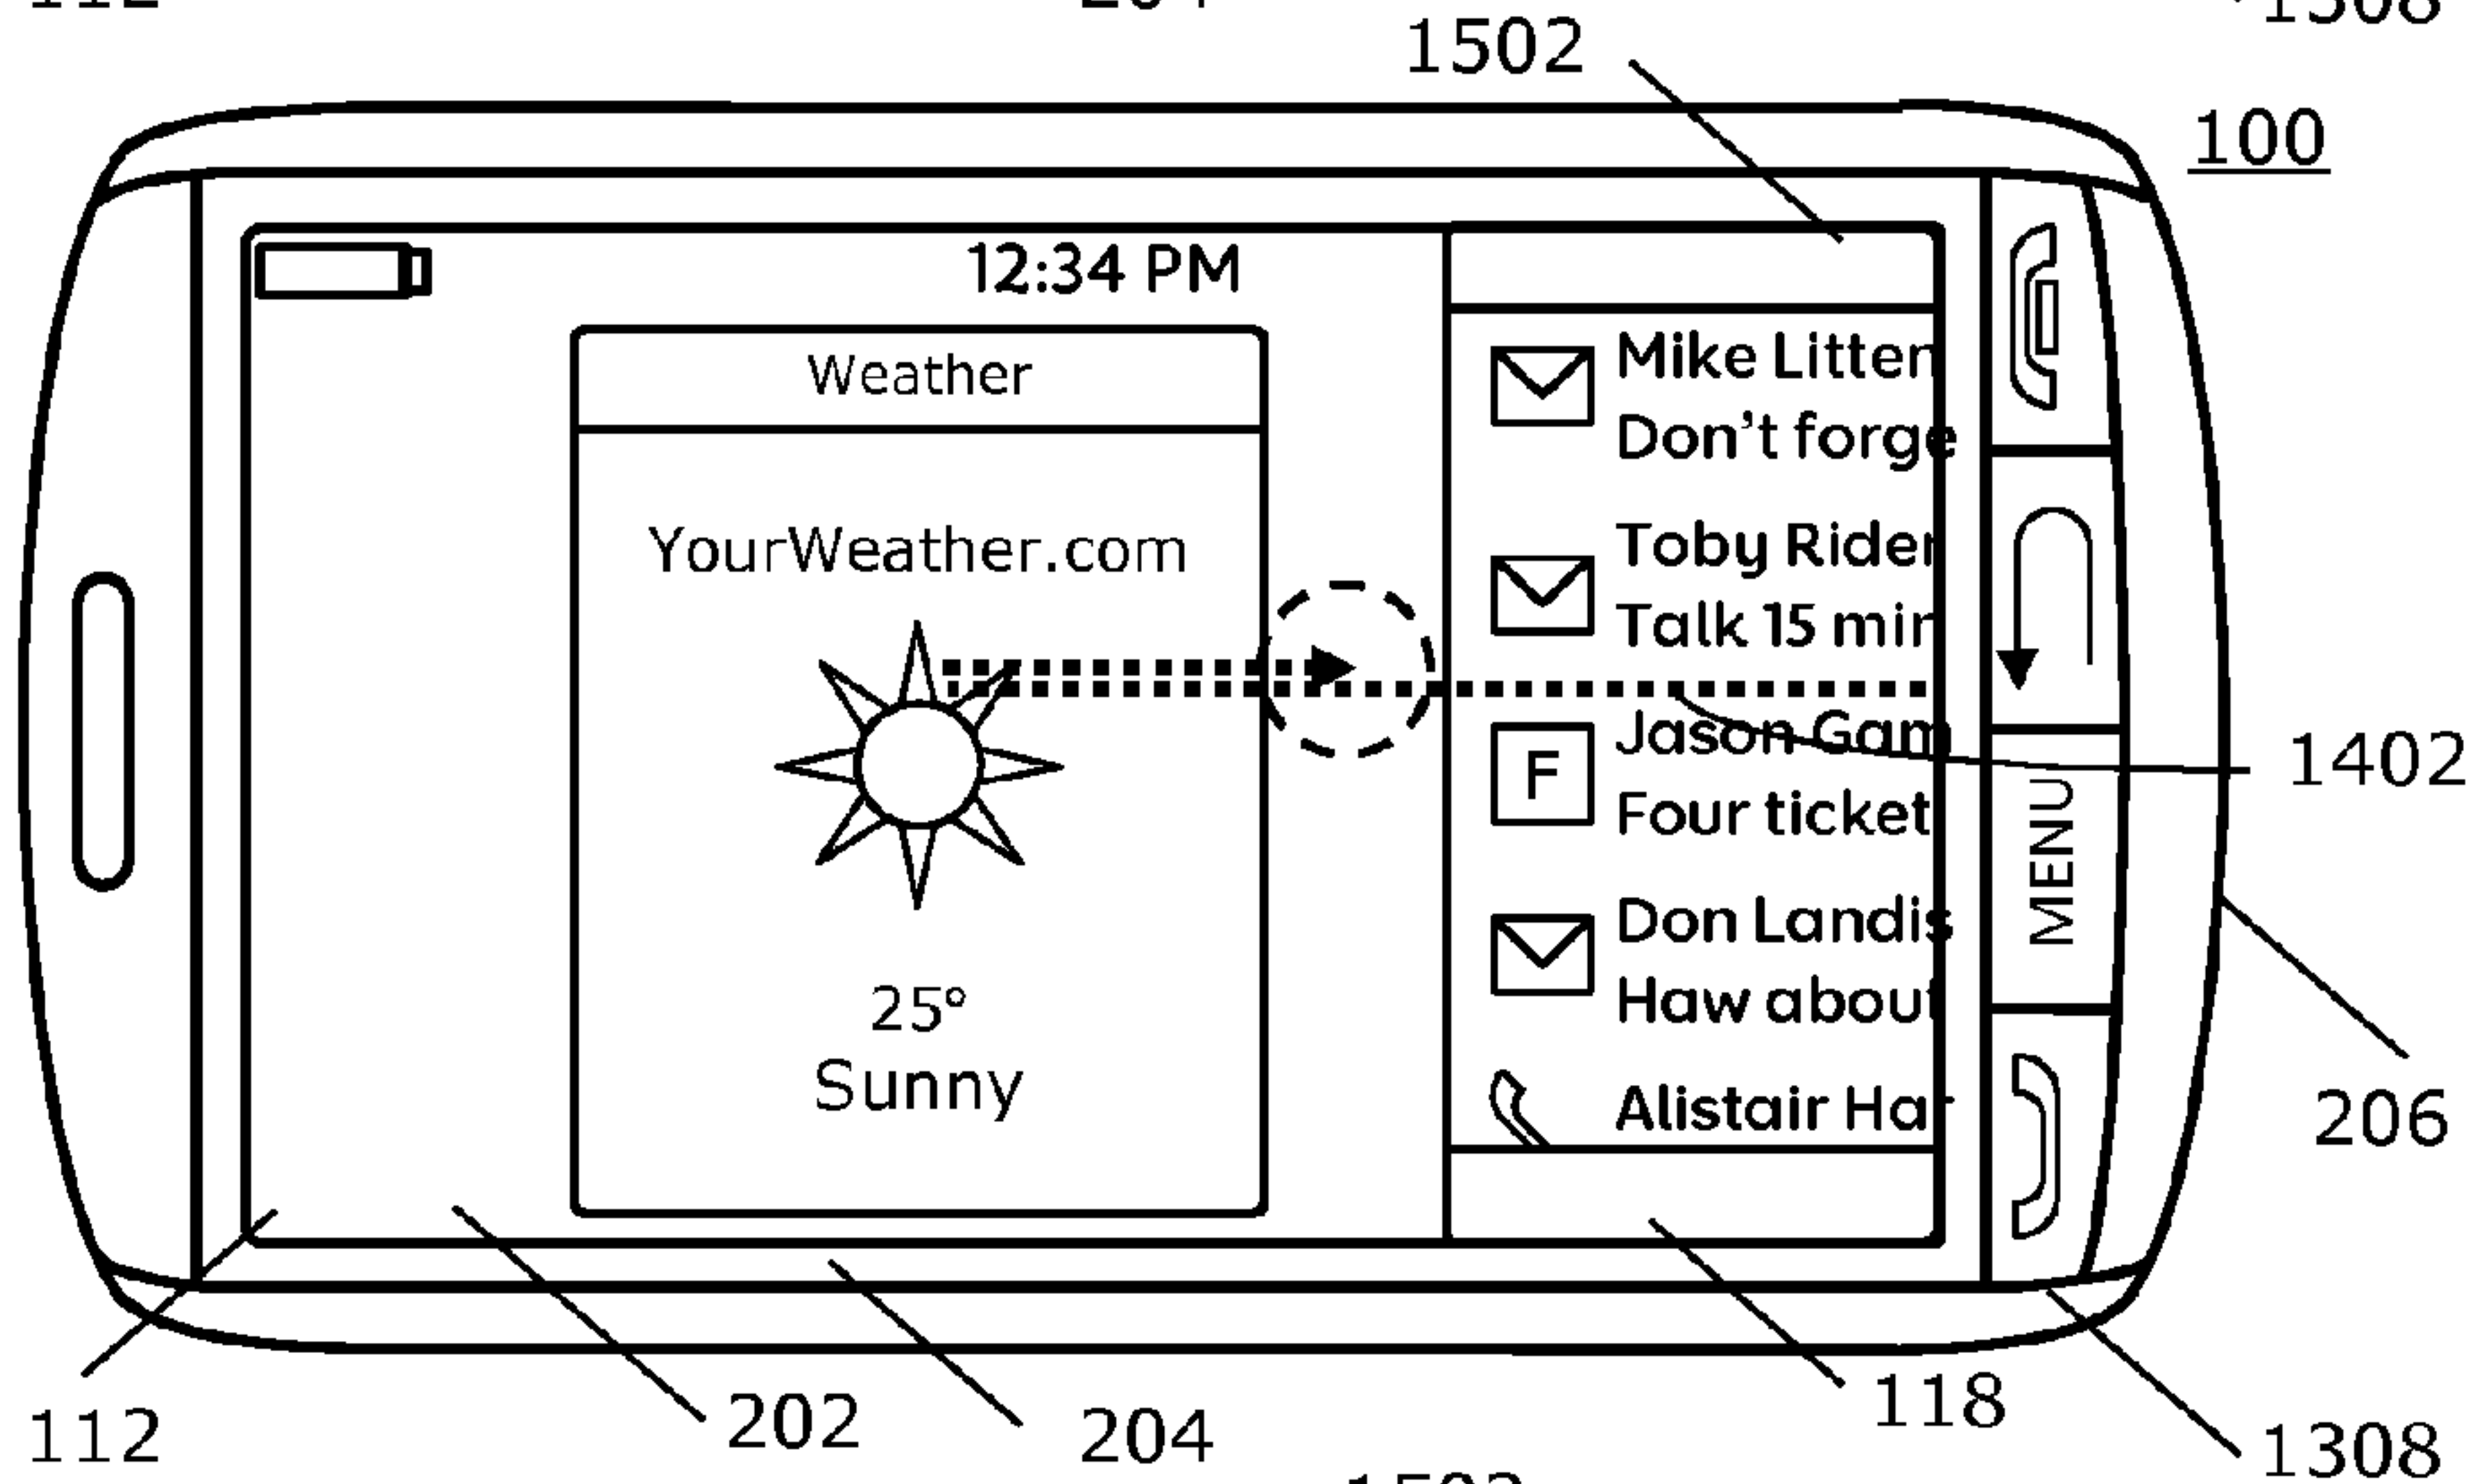 1502
100
12:34 PM
Weather
YourWeather.com
25°
Sunny
Mike Litten
Don't forge
Toby Rider
Talk 15 min
Jason Gam
F
Four ticket
Don Landis
Haw about
Alistair Har
MENU
1402
206
112
202
204
118
1308